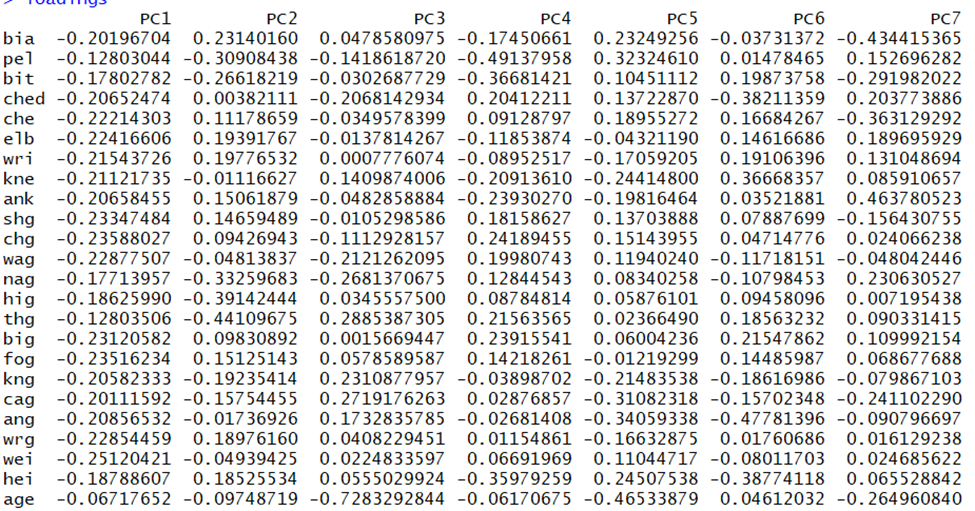 > loadings
PC1 PC2 PC3 PC4 PC5 PC6 PC7
bia -0.20196704 0.23140160 0.0478580975 -0.17450661 0.23249256 -0.03731372 -0.434415365
pel -0.12803044 -0.30908438 -0.1418618720 -0.49137958 0.32324610 0.01478465 0.152696282
bit -0.17802782 -0.26618219 -0.0302687729 -0.36681421 0.10451112 0.19873758 -0.291982022
ched -0.20652474 0.00382111 -0.2068142934 0.20412211 0.13722870 -0.38211359 0.203773886
che -0.22214303 0.11178659 -0.0349578399 0.09128797 0.18955272 0.16684267 -0.363129292
elb -0.22416606 0.19391767 -0.0137814267 -0.11853874 -0.04321190 0.14616686 0.189695929
wri -0.21543726 0.19776532 0.0007776074 -0.08952517 -0.17059205 0.19106396 0.131048694
kne -0.21121735 -0.01116627 0.1409874006 -0.20913610 -0.24414800 0.36668357 0.085910657
ank -0.20658455 0.15061879 -0.0482858884 -0.23930270 -0.19816464 0.03521881 0.463780523
shg -0.23347484 0.14659489 -0.0105298586 0.18158627 0.13703888 0.07887699 -0.156430755
chg -0.23588027 0.09426943 -0.1112928157 0.24189455 0.15143955 0.04714776 0.024066238
wag -0.22877507 -0.04813837 -0.2121262095 0.19980743 0.11940240 -0.11718151 -0.048042446
nag -0.17713957 -0.33259683 -0.2681370675 0.12844543 0.08340258 -0.10798453 0.230630527
hig -0.18625990 -0.39142444 0.0345557500 0.08784814 0.05876101 0.09458096 0.007195438
thg -0.12803506 -0.44109675 0.2885387305 0.21563565 0.02366490 0.18563232 0.090331415
big -0.23120582 0.09830892 0.0015669447 0.23915541 0.06004236 0.21547862 0.109992154
fog -0.23516234 0.15125143 0.0578589587 0.14218261 -0.01219299 0.14485987 0.068677688
kng -0.20582333 -0.19235414 0.2310877957 -0.03898702 -0.21483538 -0.18616986 -0.079867103
cag -0.20111592 -0.15754455 0.2719176263 0.02876857 -0.31082318 -0.15702348 -0.241102290
ang -0.20856532 -0.01736926 0.1732835785 -0.02681408 -0.34059338 -0.47781396 -0.090796697
wrg -0.22854459 0.18976160 0.0408229451 0.01154861 -0.16632875 0.01760686 0.016129238
wei -0.25120421 -0.04939425 0.0224833597 0.06691969 0.11044717 -0.08011703 0.024685622
hei -0.18788607 0.18525534 0.0555029924 -0.35979259 0.24507538 -0.38774118 0.065528842
age -0.06717652 -0.09748719 -0.7283292844 -0.06170675 -0.46533879 0.04612032 -0.264960840